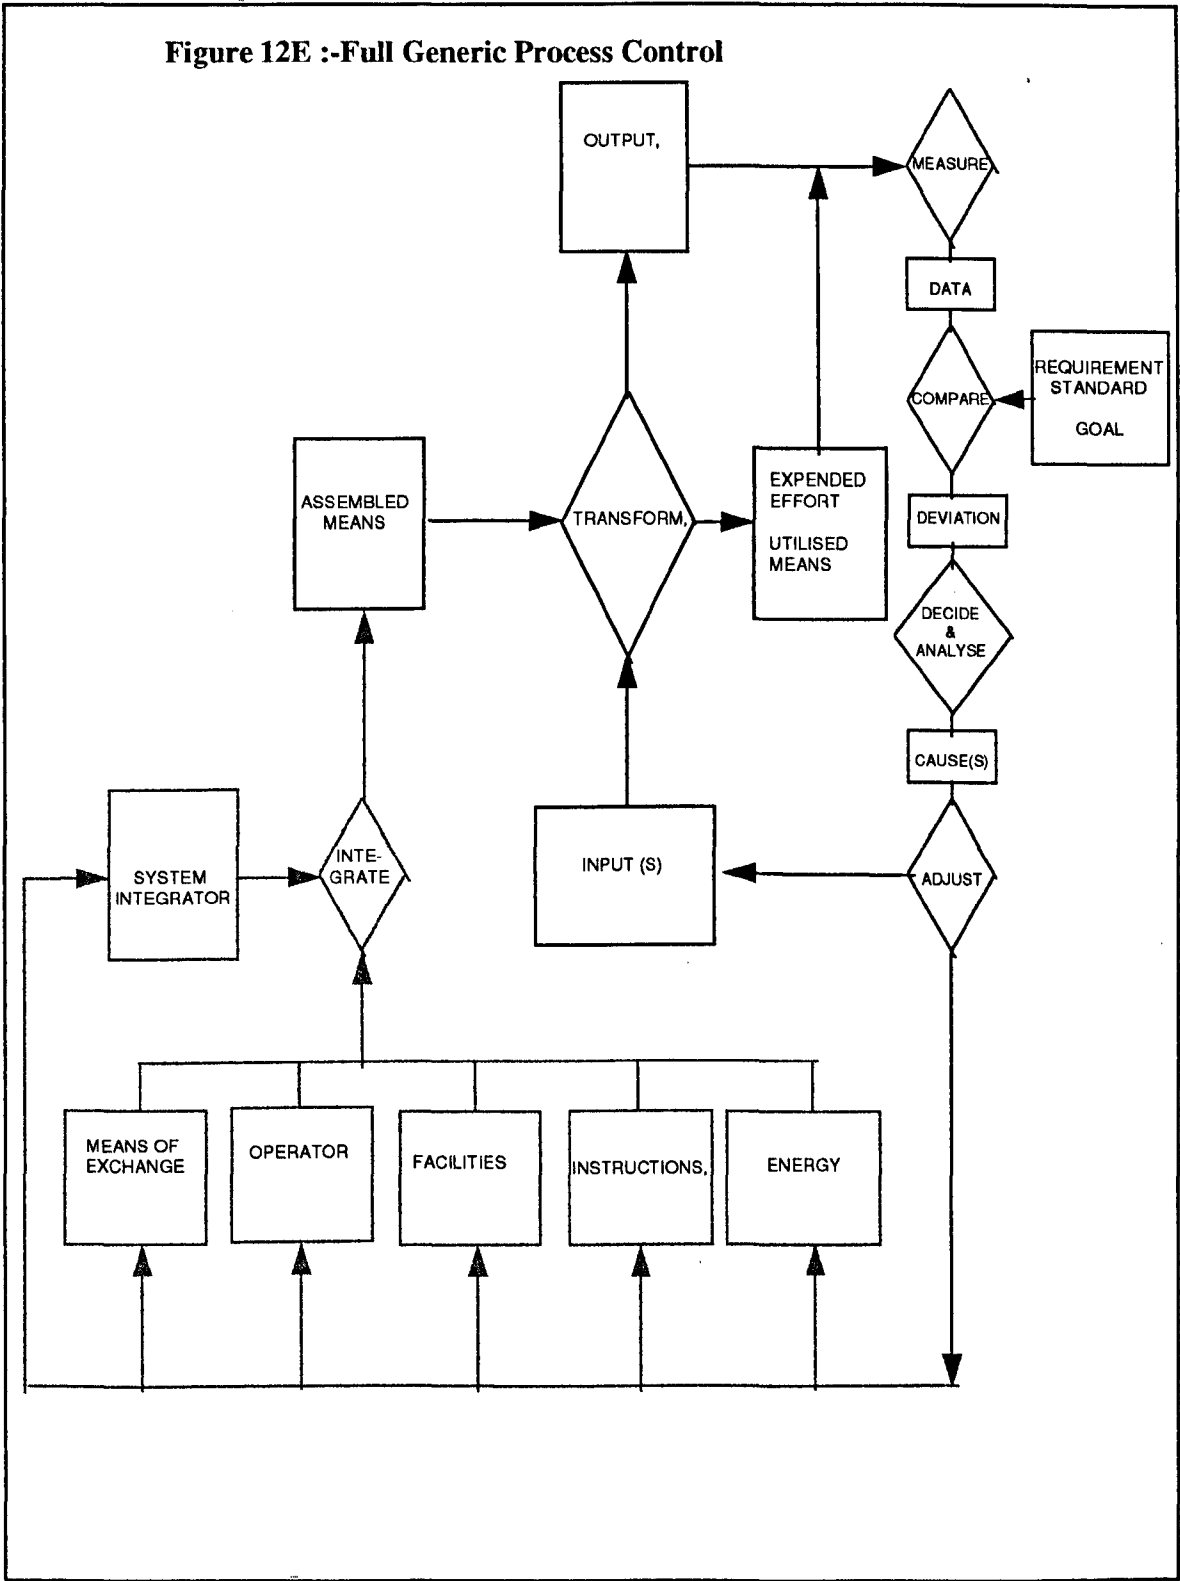 Figure 12E :-Full Generic Process Control
OUTPUT,
MEASURE
DATA
REQUIREMENT
STANDARD
GOAL
COMPARE
ASSEMBLED
MEANS
TRANSFORM,
EXPENDED
EFFORT
UTILISED
MEANS
DEVIATION
DECIDE
&
ANALYSE
CAUSE(S)
SYSTEM
INTEGRATOR
INTE-
GRATE
INPUT (S)
ADJUST
MEANS OF
EXCHANGE
OPERATOR
FACILITIES
INSTRUCTIONS,
ENERGY